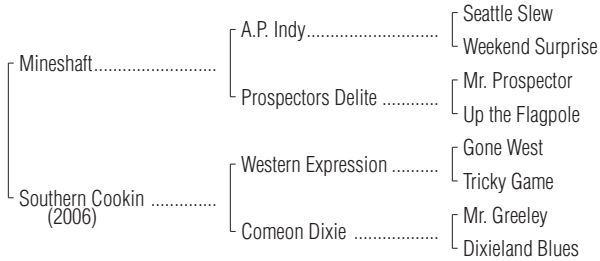 Seattle Slew
A.P. Indy..............................
Weekend Surprise
Mineshaft............................
Mr. Prospector
Prospectors Delite .............
Up the Flagpole
Gone West
Western Expression ...........
Tricky Game
Southern Cookin ...............
(2006)
Mr. Greeley
Comeon Dixie ...................
Dixieland Blues